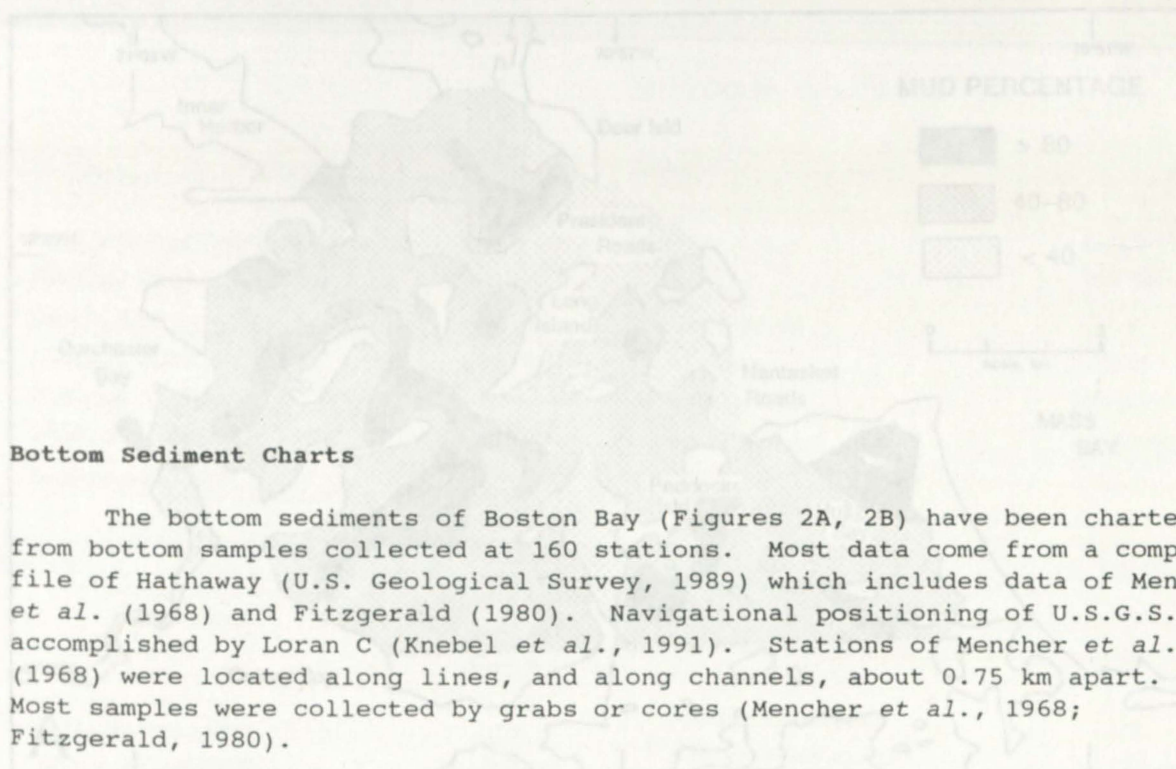 MUD PERCENTAGE
Inner
Harbor
> 80
40-80
President
Roads
< 40
Long
Island
Dorchester
Bay
Nantasket
Roads
MASS
BAY
Bottom Sediment Charts
The bottom sediments of Boston Bay (Figures 2A, 2B) have been charte
from bottom samples collected at 160 stations. Most data come from a comp
file of Hathaway (U.S. Geological Survey, 1989) which includes data of Men
et al. (1968) and Fitzgerald (1980). Navigational positioning of U.S.G.S.
accomplished by Loran C (Knebel et al., 1991). Stations of Mencher et al.
(1968) were located along lines, and along channels, about 0.75 km apart.
Most samples were collected by grabs or cores (Mencher et al., 1968;
Fitzgerald, 1980).